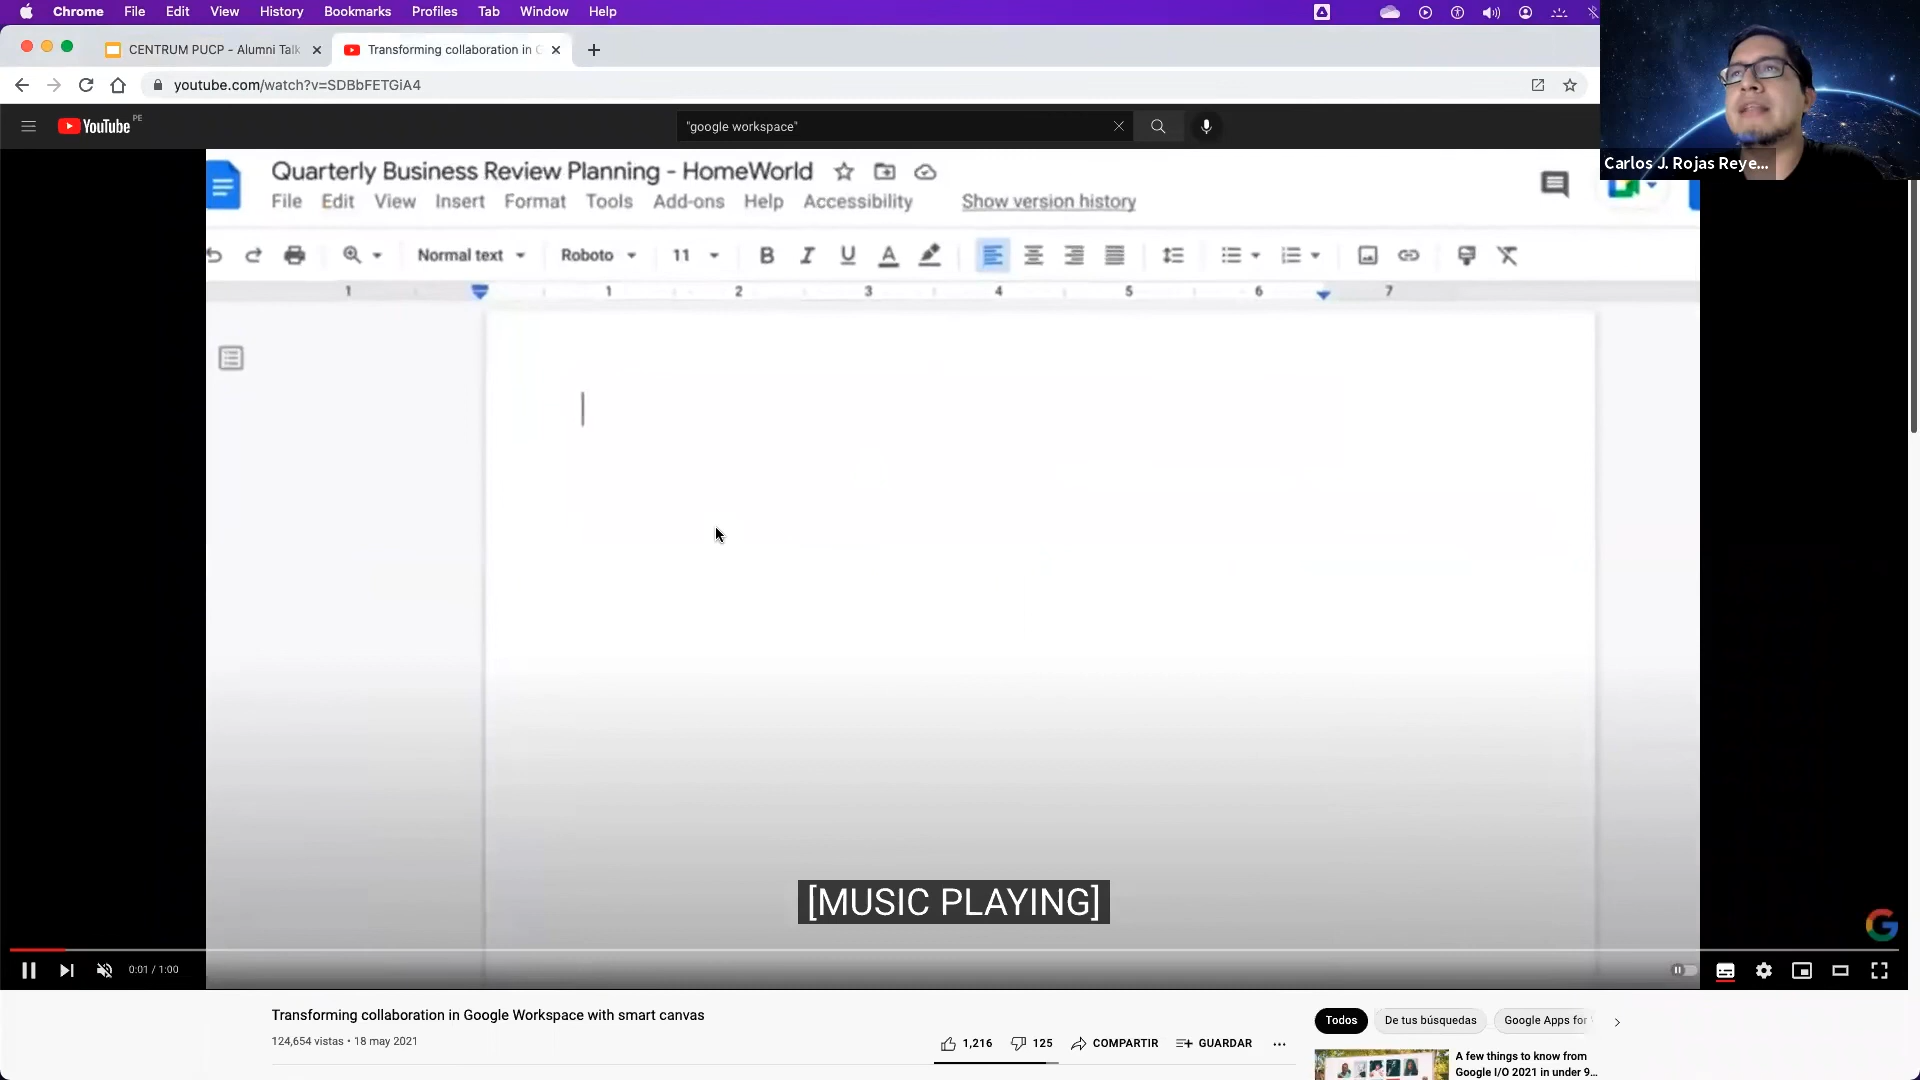 Chrome File Edit View History Bookmarks Profiles Tab Window Help
CENTRUM PUCP - Alumni Talk
Transforming collaboration in G
youtube.com/watch?v=SDBbFETGiA4
YouTube PE
"google workspace"
Carlos J. Rojas Reye...
Quarterly Business Review Planning - HomeWorld
File Edit View Insert Format Tools Add-ons Help Accessibility Show version history
Normal text Roboto 11 B I U A
1 1 2 3 4 5 6 7
[MUSIC PLAYING]
0:01 / 1:00
Transforming collaboration in Google Workspace with smart canvas
124,654 vistas • 18 may 2021
1,216 125 COMPARTIR GUARDAR
Todos De tus búsquedas Google Apps for
A few things to know from
Google I/O 2021 in under 9...